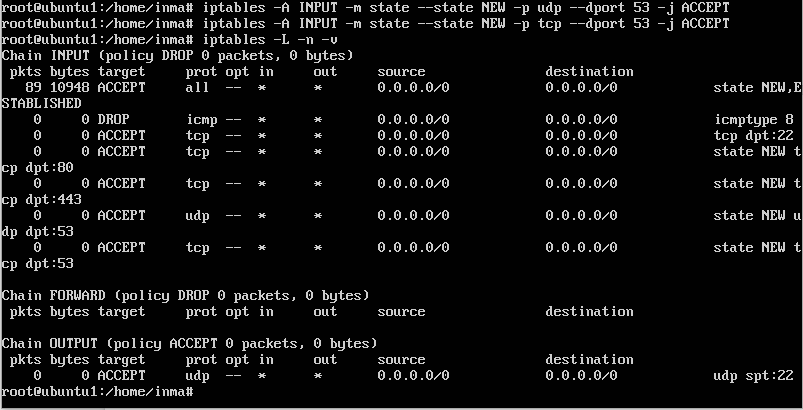 root@ubuntu1:/home/inma# iptables -A INPUT -m state --state NEW -p udp --dport 53 -j ACCEPT
root@ubuntu1:/home/inma# iptables -A INPUT -m state --state NEW -p tcp --dport 53 -j ACCEPT
root@ubuntu1:/home/inma# iptables -L -n -v
Chain INPUT (policy DROP 0 packets, 0 bytes)
pkts bytes target prot opt in out source destination
89 10948 ACCEPT all -- * * 0.0.0.0/0 0.0.0.0/0 state NEW,E
STABLISHED
0 0 DROP icmp -- * * 0.0.0.0/0 0.0.0.0/0 icmptype 8
0 0 ACCEPT tcp -- * * 0.0.0.0/0 0.0.0.0/0 tcp dpt:22
0 0 ACCEPT tcp -- * * 0.0.0.0/0 0.0.0.0/0 state NEW t
cp dpt:80
0 0 ACCEPT tcp -- * * 0.0.0.0/0 0.0.0.0/0 state NEW t
cp dpt:443
0 0 ACCEPT udp -- * * 0.0.0.0/0 0.0.0.0/0 state NEW u
dp dpt:53
0 0 ACCEPT tcp -- * * 0.0.0.0/0 0.0.0.0/0 state NEW t
cp dpt:53
Chain FORWARD (policy DROP 0 packets, 0 bytes)
pkts bytes target prot opt in out source destination
Chain OUTPUT (policy ACCEPT 0 packets, 0 bytes)
pkts bytes target prot opt in out source destination
0 0 ACCEPT udp -- * * 0.0.0.0/0 0.0.0.0/0 udp spt:22
root@ubuntu1:/home/inma#